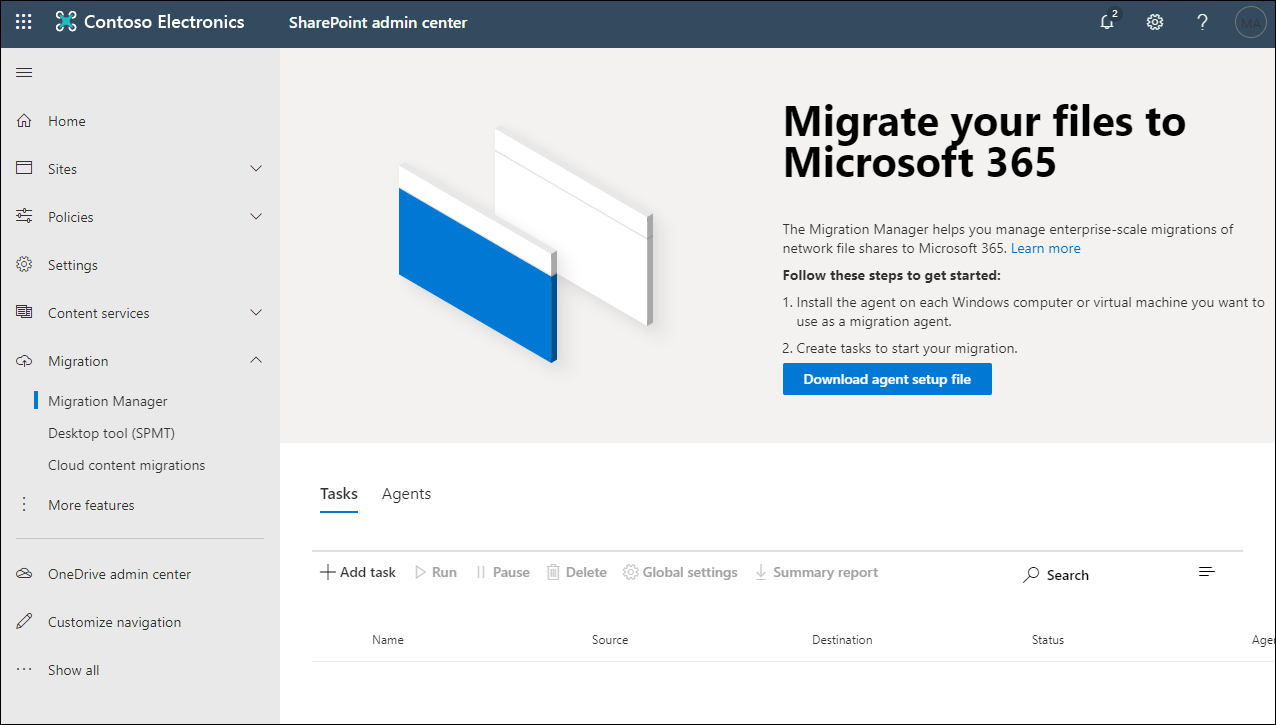 Contoso Electronics
SharePoint admin center
2
MA
Home
Sites
Policies
Settings
Content services
Migration
Migration Manager
Desktop tool (SPMT)
Cloud content migrations
More features
OneDrive admin center
Customize navigation
Show all
Migrate your files to
Microsoft 365
The Migration Manager helps you manage enterprise-scale migrations of
network file shares to Microsoft 365. Learn more
Follow these steps to get started:
1. Install the agent on each Windows computer or virtual machine you want to
use as a migration agent.
2. Create tasks to start your migration.
Download agent setup file
Tasks Agents
Add task Run Pause Delete Global settings Summary report Search
Name Source Destination Status